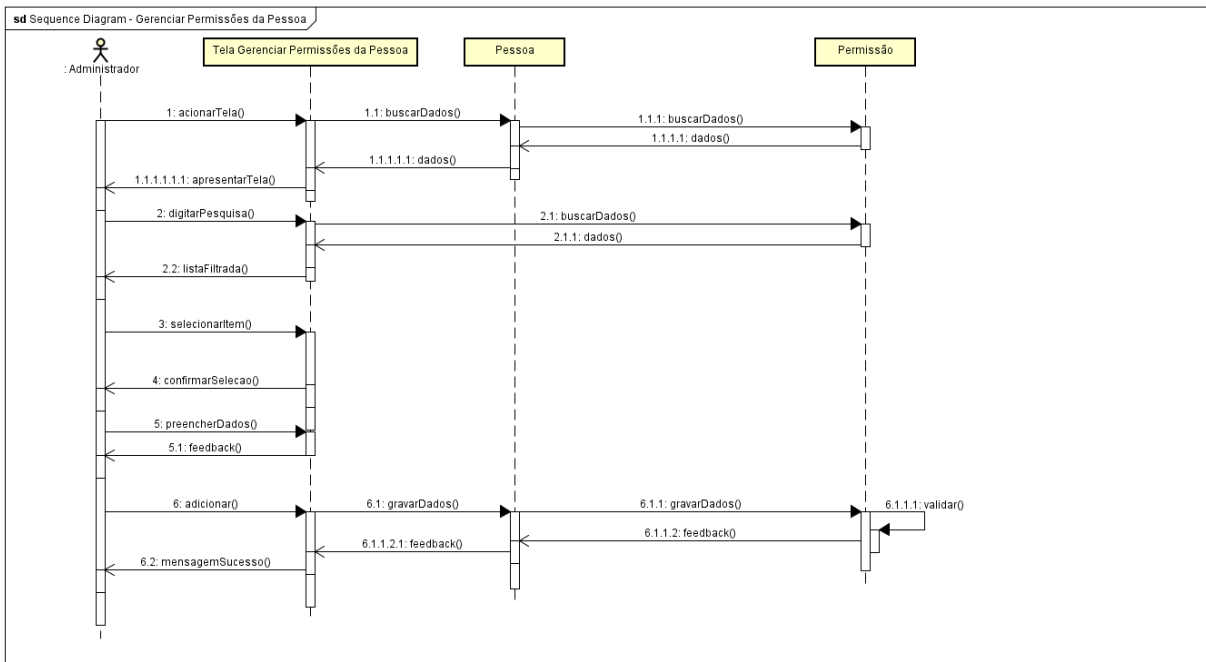 sd Sequence Diagram - Gerenciar Permissões da Pessoa
: Administrador
Tela Gerenciar Permissões da Pessoa
Pessoa
Permissão
1: acionarTela()
1.1: buscarDados()
1.1.1: buscarDados()
1.1.1.1: dados()
1.1.1.1.1: dados()
1.1.1.1.1.1: apresentarTela()
2: digitarPesquisa()
2.1: buscarDados()
2.1.1: dados()
2.2: listaFiltrada()
3: selecionarItem()
4: confirmarSelecao()
5: preencherDados()
5.1: feedback()
6: adicionar()
6.1: gravarDados()
6.1.1: gravarDados()
6.1.1.1: validar()
6.1.1.2: feedback()
6.1.1.2.1: feedback()
6.2: mensagemSucesso()